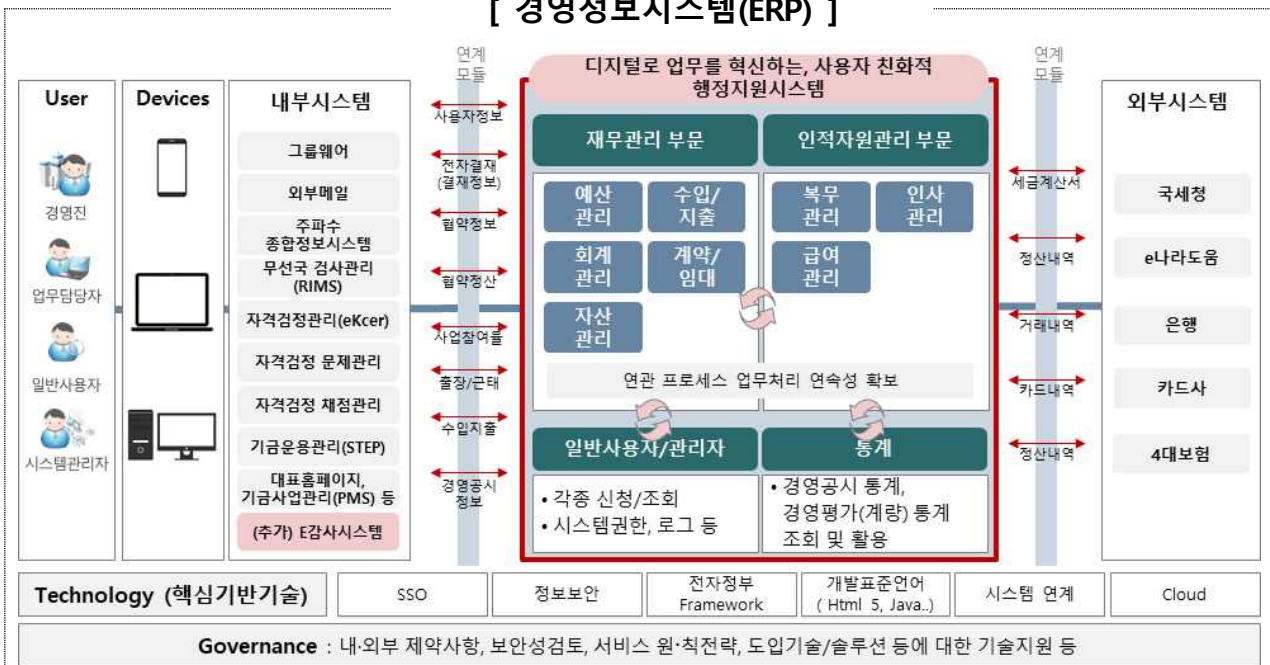 [ 경영정보시스템(ERP) ]
User
경영진
업무담당자
일반사용자
시스템관리자
Devices
내부시스템
그룹웨어
외부메일
주파수
종합정보시스템
무선국 검사관리
(RIMS)
자격검정관리(eKcer)
자격검정 문제관리
자격검정 채점관리
기금운용관리(STEP)
대표홈페이지,
기금사업관리(PMS) 등
(추가) E감사시스템
연계
모듈
사용자정보
전자결재
(결재정보)
협약정보
협약정산
사업참여율
출장/근태
수입지출
경영공시
정보
디지털로 업무를 혁신하는, 사용자 친화적
행정지원시스템
재무관리 부문
예산
관리
수입/
지출
회계
관리
계약/
임대
자산
관리
인적자원관리 부문
복무
관리
인사
관리
급여
관리
연관 프로세스 업무처리 연속성 확보
일반사용자/관리자
• 각종 신청/조회
• 시스템권한, 로그 등
통계
• 경영공시 통계,
경영평가(계량) 통계
조회 및 활용
연계
모듈
세금계산서
정산내역
거래내역
카드내역
정산내역
외부시스템
국세청
e나라도움
은행
카드사
4대보험
Technology (핵심기반기술)
SSO
정보보안
전자정부
Framework
개발표준언어
( Html 5, Java..)
시스템 연계
Cloud
Governance : 내·외부 제약사항, 보안성검토, 서비스 원·칙전략, 도입기술/솔루션 등에 대한 기술지원 등